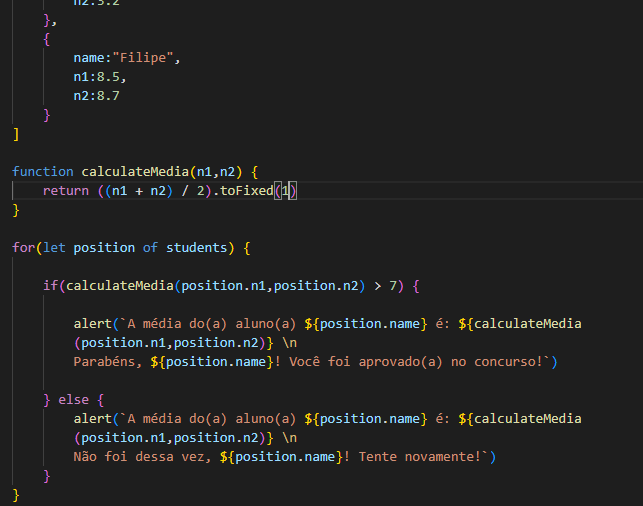 n2:5.2
},
{
name:"Filipe",
n1:8.5,
n2:8.7
}
]
function calculateMedia(n1,n2) {
return ((n1 + n2) / 2).toFixed(1)
}
for(let position of students) {
if(calculateMedia(position.n1,position.n2) > 7) {
alert(`A média do(a) aluno(a) ${position.name} é: ${calculateMedia
(position.n1,position.n2)} \n
Parabéns, ${position.name}! Você foi aprovado(a) no concurso!`)
} else {
alert(`A média do(a) aluno(a) ${position.name} é: ${calculateMedia
(position.n1,position.n2)} \n
Não foi dessa vez, ${position.name}! Tente novamente!`)
}
}